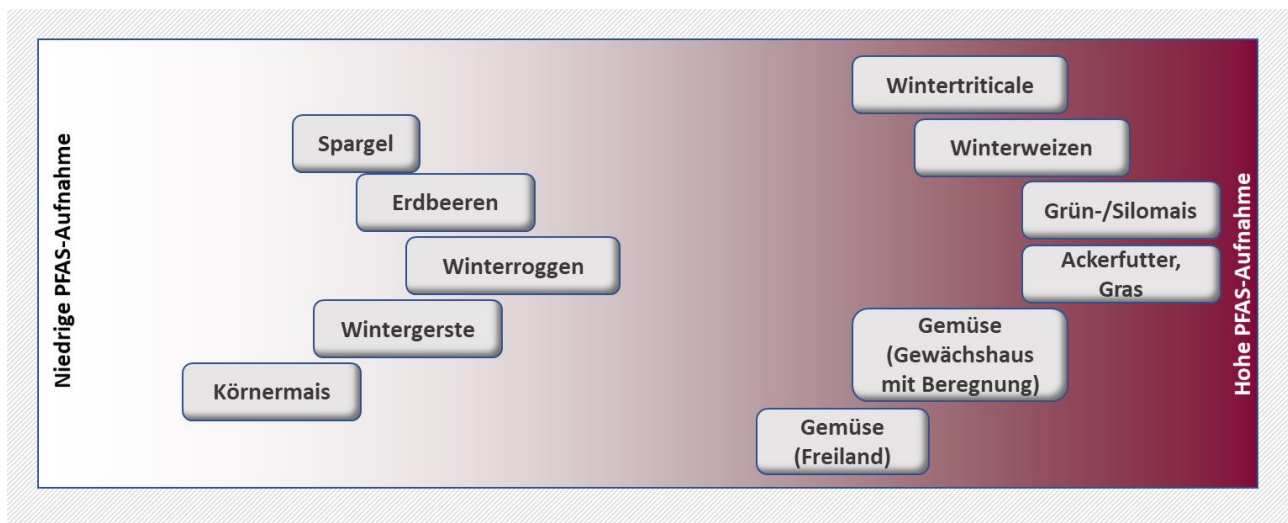 Niedrige PFAS-Aufnahme
Spargel
Erdbeeren
Winterroggen
Wintergerste
Körnermais
Wintertriticale
Winterweizen
Grün-/Silomais
Ackerfutter,
Gras
Gemüse
(Gewächshaus
mit Beregnung)
Gemüse
(Freiland)
Hohe PFAS-Aufnahme